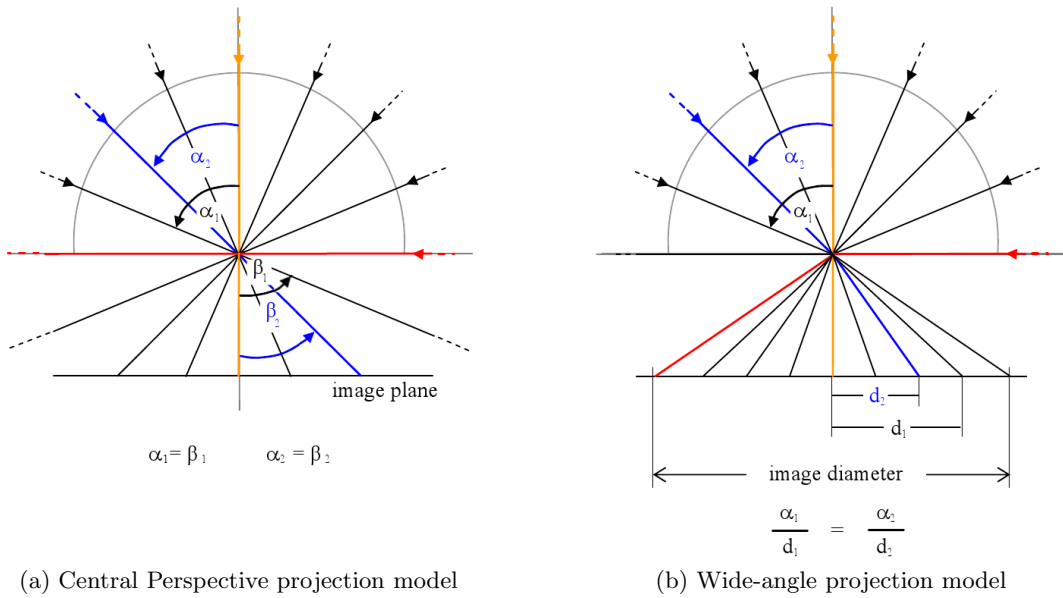 α₂
α₁
β₁
β₂
image plane
α₁= β₁ α₂ = β₂
(a) Central Perspective projection model
α₂
α₁
d₂
d₁
image diameter
α₁ / d₁ = α₂ / d₂
(b) Wide-angle projection model